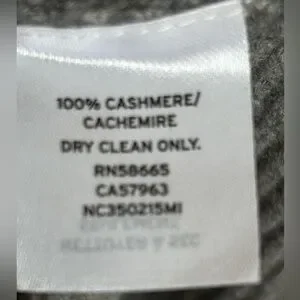 100% CASHMERE/
CACHEMIRE
DRY CLEAN ONLY.
RN58665
CA57963
NC350215MI